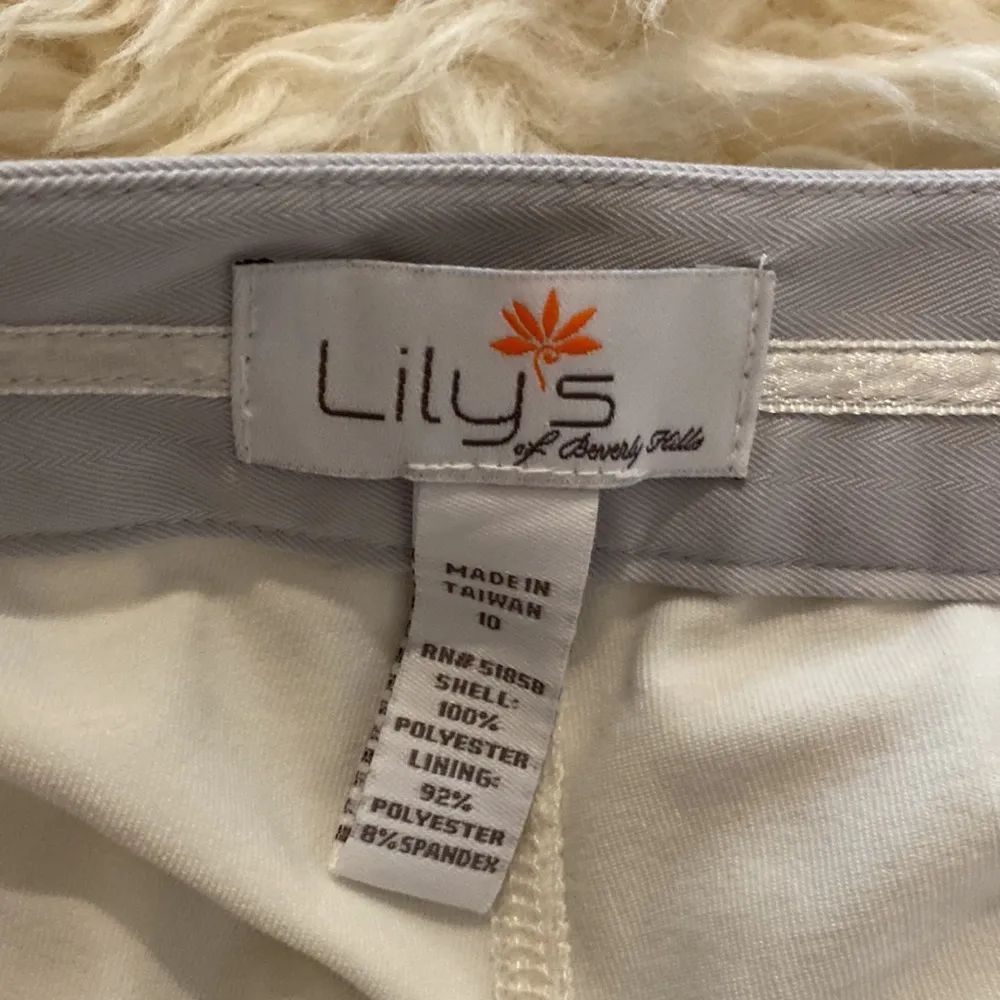 Lily's
of Beverly Hills
MADE IN
TAIWAN
10
RN# 51858
SHELL:
100%
POLYESTER
LINING:
92%
POLYESTER
8% SPANDEX